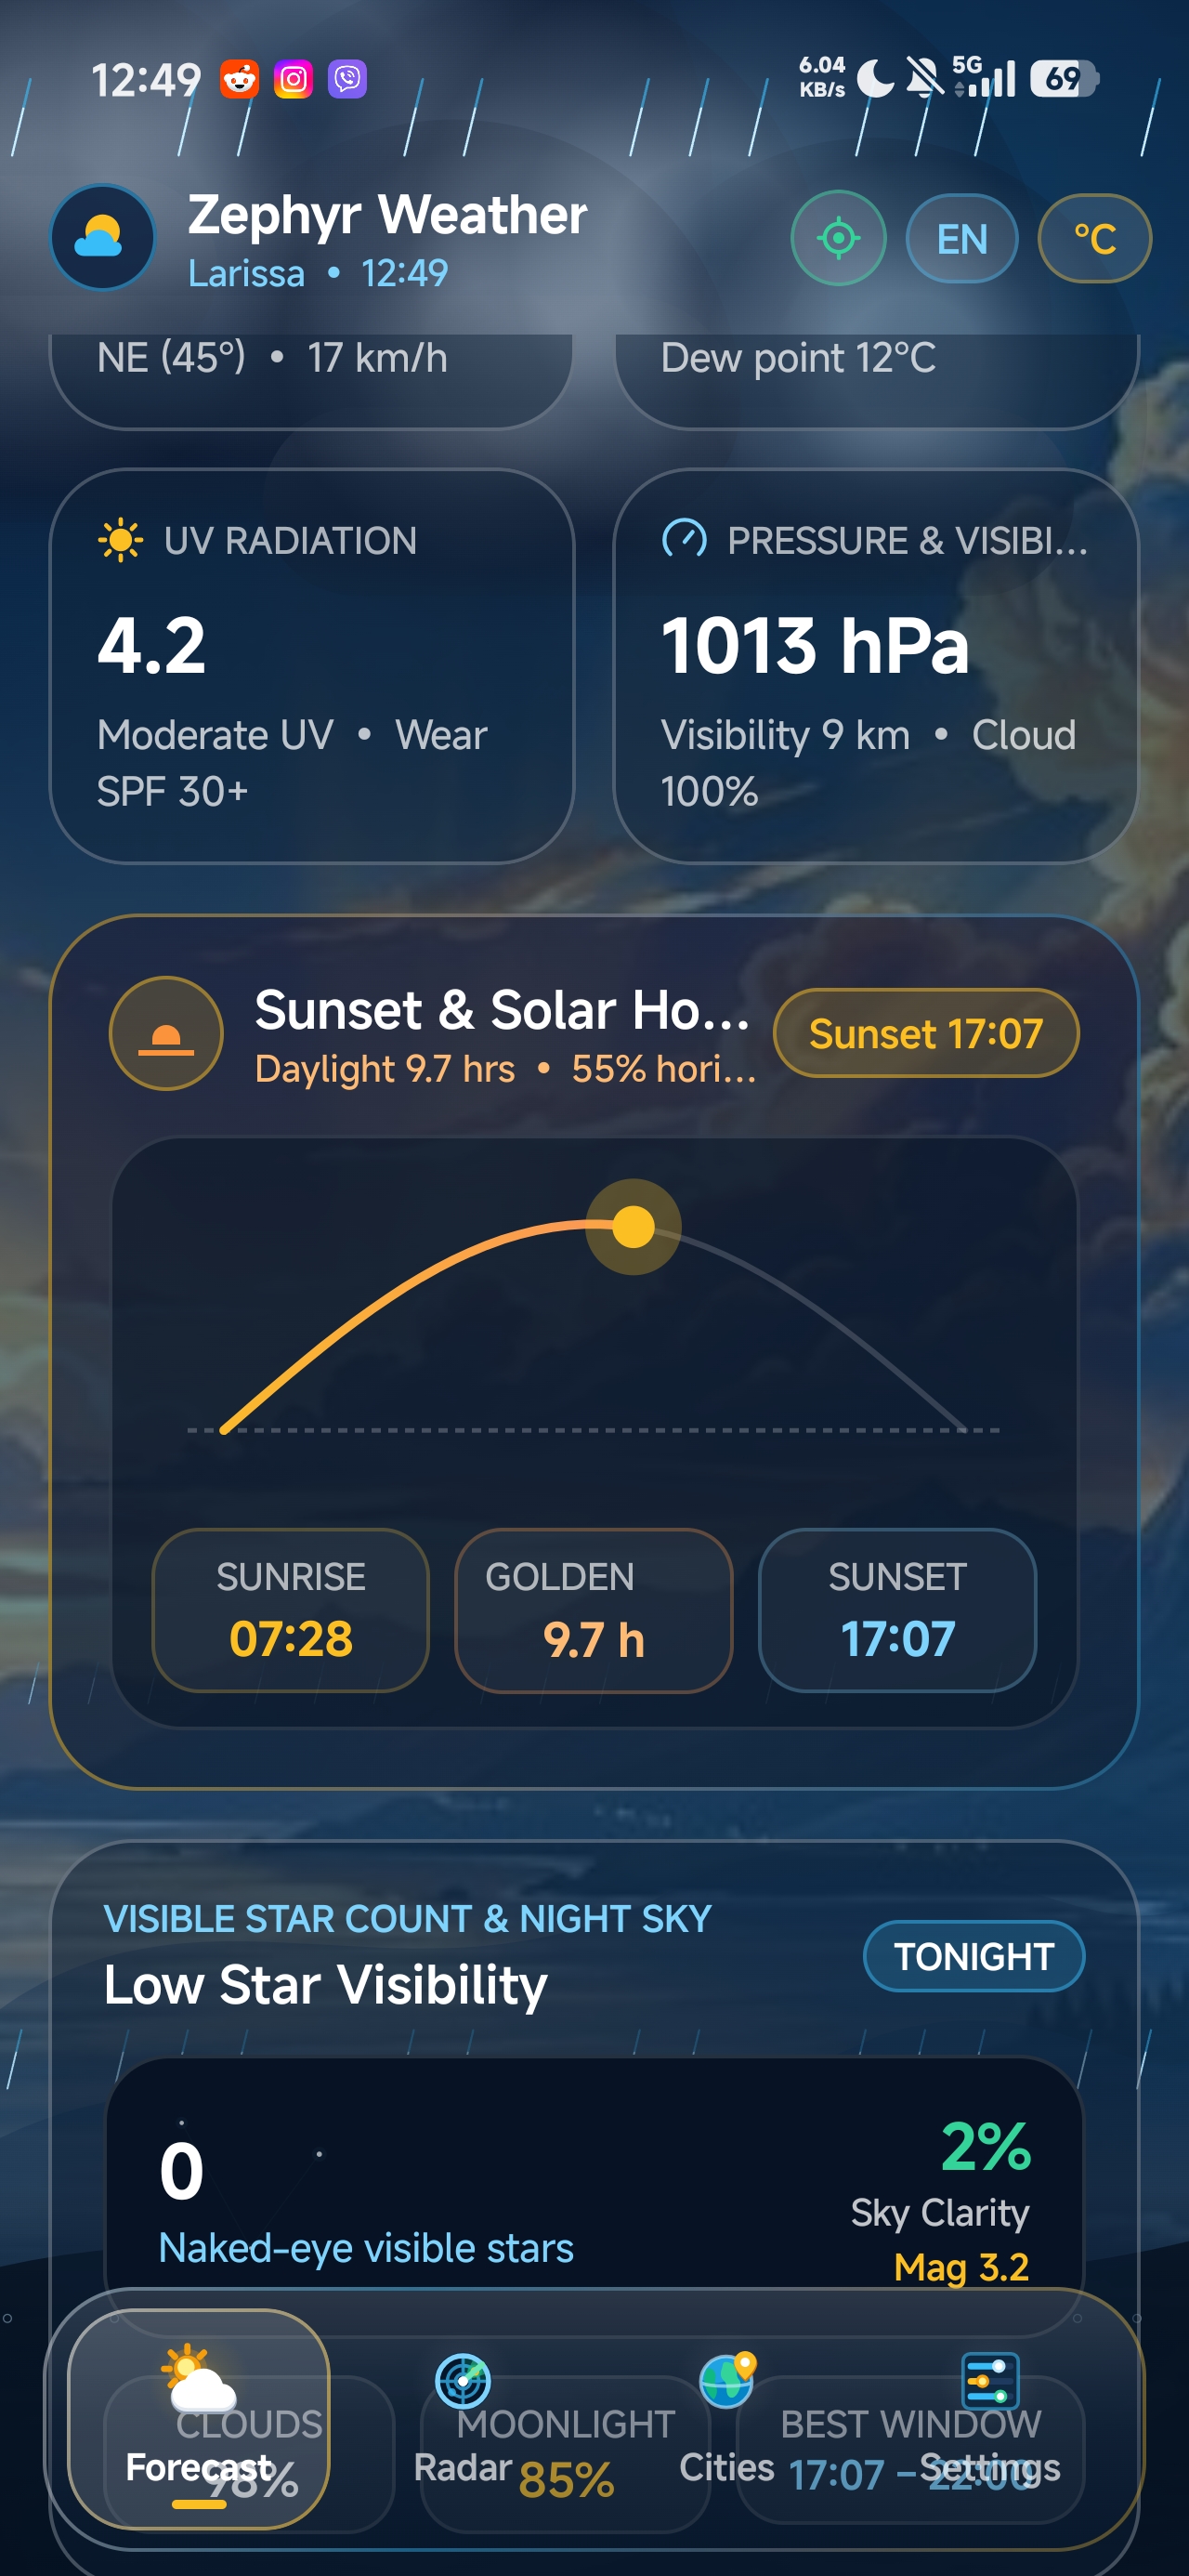 12:49
6.04
KB/s
5G
69
Zephyr Weather
Larissa • 12:49
EN
°C
NE (45°) • 17 km/h
Dew point 12°C
UV RADIATION
4.2
Moderate UV • Wear
SPF 30+
PRESSURE & VISIBI...
1013 hPa
Visibility 9 km • Cloud
100%
Sunset & Solar Ho...
Daylight 9.7 hrs • 55% hori...
Sunset 17:07
SUNRISE
07:28
GOLDEN
9.7 h
SUNSET
17:07
VISIBLE STAR COUNT & NIGHT SKY
Low Star Visibility
TONIGHT
0
Naked-eye visible stars
2%
Sky Clarity
Mag 3.2
CLOUDS
98%
MOONLIGHT
85%
BEST WINDOW
17:07 – 22:00
Forecast
Radar
Cities
Settings